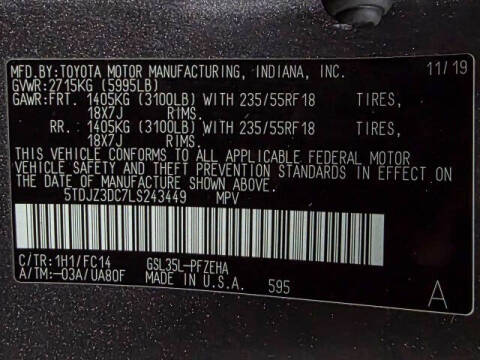 MFD.BY:TOYOTA MOTOR MANUFACTURING, INDIANA, INC. 11/19
GVWR:2715KG (5995LB)
GAWR:FRT. 1405KG (3100LB) WITH 235/55RF18 TIRES,
18X7J RIMS.
RR. 1405KG (3100LB) WITH 235/55RF18 TIRES,
18X7J RIMS.
THIS VEHICLE CONFORMS TO ALL APPLICABLE FEDERAL MOTOR
VEHICLE SAFETY AND THEFT PREVENTION STANDARDS IN EFFECT ON
THE DATE OF MANUFACTURE SHOWN ABOVE.
5TDJZ3DC7LS243449 MPV
C/TR:1H1/FC14 GSL35L-PFZEHA
A/TM:-03A/UA80F MADE IN U.S.A. 595 A